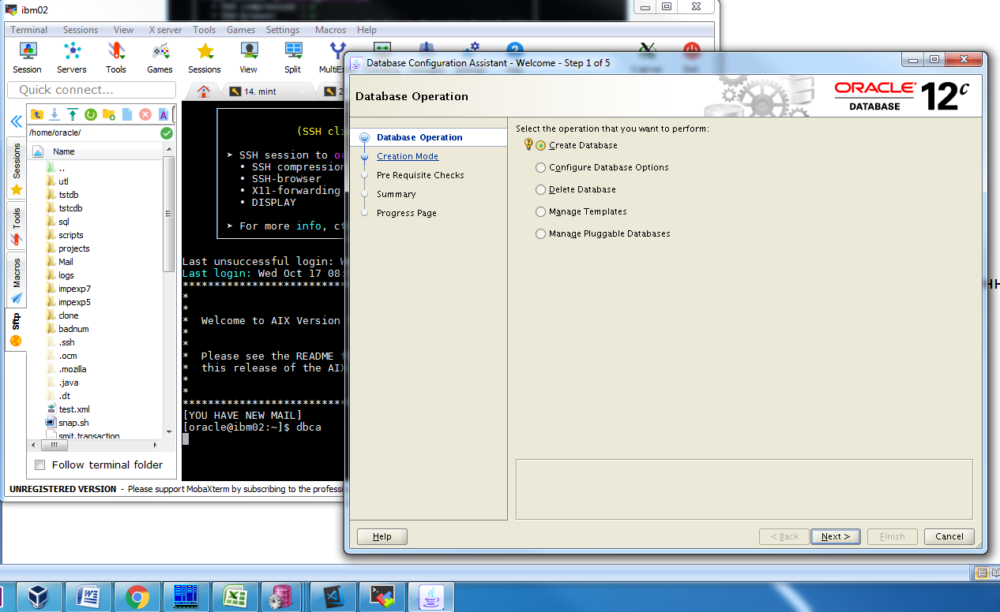 ibm02
Terminal Sessions View X server Tools Games Settings Macros Help
Session Servers Tools Games Sessions View Split
Quick connect...
14. mint
/home/oracle/
Name
..
utl
tstdb
tstcdb
sql
scripts
projects
Mail
logs
impexp7
impexp5
clone
badnum
.ssh
.ocm
.mozilla
.java
.dt
test.xml
snap.sh
smit.transaction
Follow terminal folder
Sessions
Tools
Macros
Sftp
(SSH cli
➤ SSH session to
• SSH compression
• SSH-browser
• X11-forwarding
• DISPLAY
➤ For more info, ct
Last unsuccessful login: W
Last login: Wed Oct 17 08:
***************************
*
*
* Welcome to AIX Version
*
*
* Please see the README
* this release of the AIX
*
*
***************************
[YOU HAVE NEW MAIL]
[oracle@ibm02:~]$ dbca
UNREGISTERED VERSION - Please support MobaXterm by subscribing to the professi
Database Configuration Assistant - Welcome - Step 1 of 5
Database Operation
ORACLE®
DATABASE
12c
Database Operation
Creation Mode
Pre Requisite Checks
Summary
Progress Page
Select the operation that you want to perform:
Create Database
Configure Database Options
Delete Database
Manage Templates
Manage Pluggable Databases
Help
< Back
Next >
Finish
Cancel